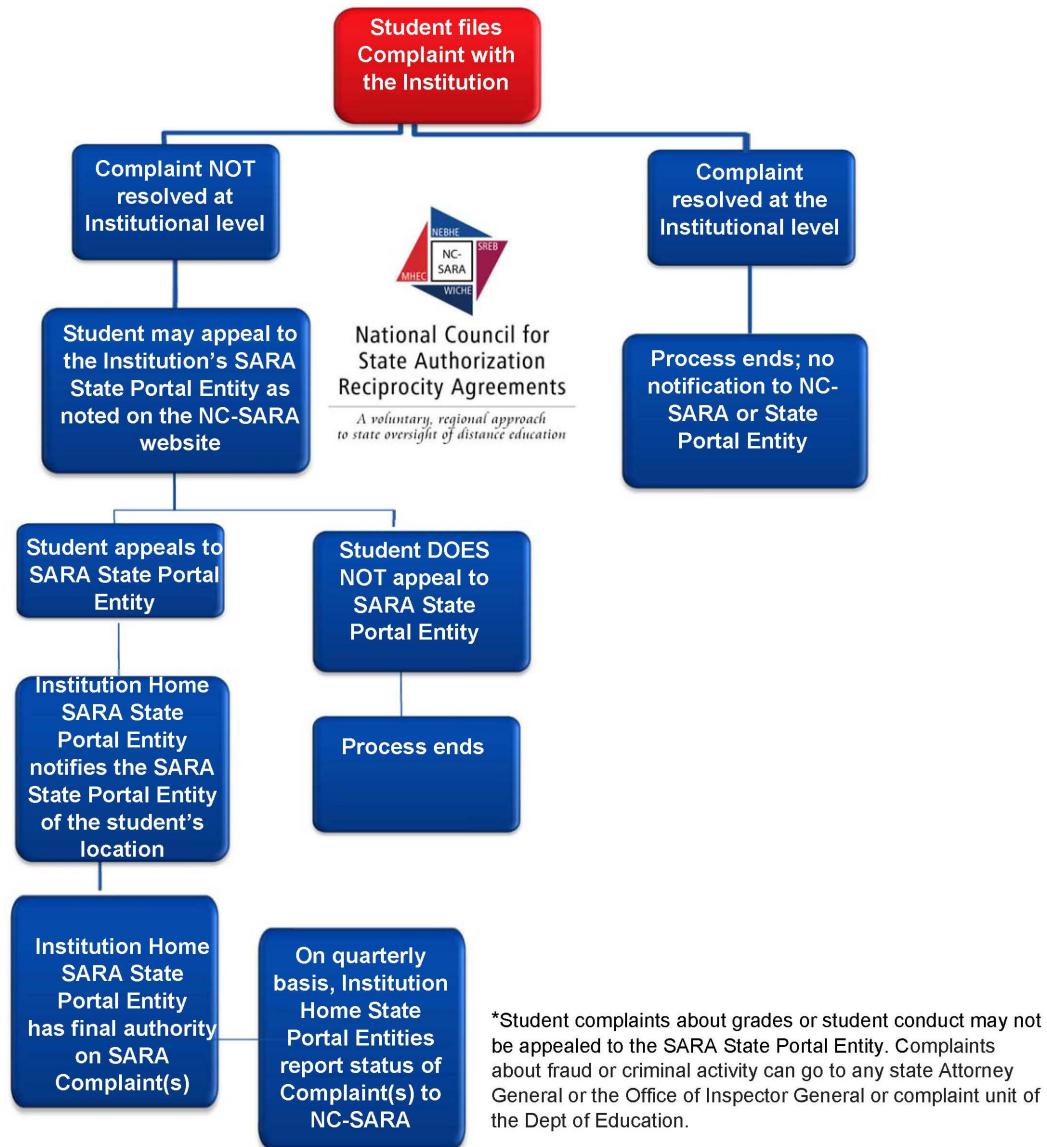 Student files
Complaint with
the Institution
Complaint NOT
resolved at
Institutional level
Complaint
resolved at the
Institutional level
NEBHE
SREB
NC-
SARA
MHEC
WICHE
National Council for
State Authorization
Reciprocity Agreements
A voluntary, regional approach
to state oversight of distance education
Student may appeal to
the Institution’s SARA
State Portal Entity as
noted on the NC-SARA
website
Process ends; no
notification to NC-
SARA or State
Portal Entity
Student appeals to
SARA State Portal
Entity
Student DOES
NOT appeal to
SARA State
Portal Entity
Institution Home
SARA State
Portal Entity
notifies the SARA
State Portal Entity
of the student’s
location
Process ends
Institution Home
SARA State
Portal Entity
has final authority
on SARA
Complaint(s)
On quarterly
basis, Institution
Home State
Portal Entities
report status of
Complaint(s) to
NC-SARA
*Student complaints about grades or student conduct may not
be appealed to the SARA State Portal Entity. Complaints
about fraud or criminal activity can go to any state Attorney
General or the Office of Inspector General or complaint unit of
the Dept of Education.